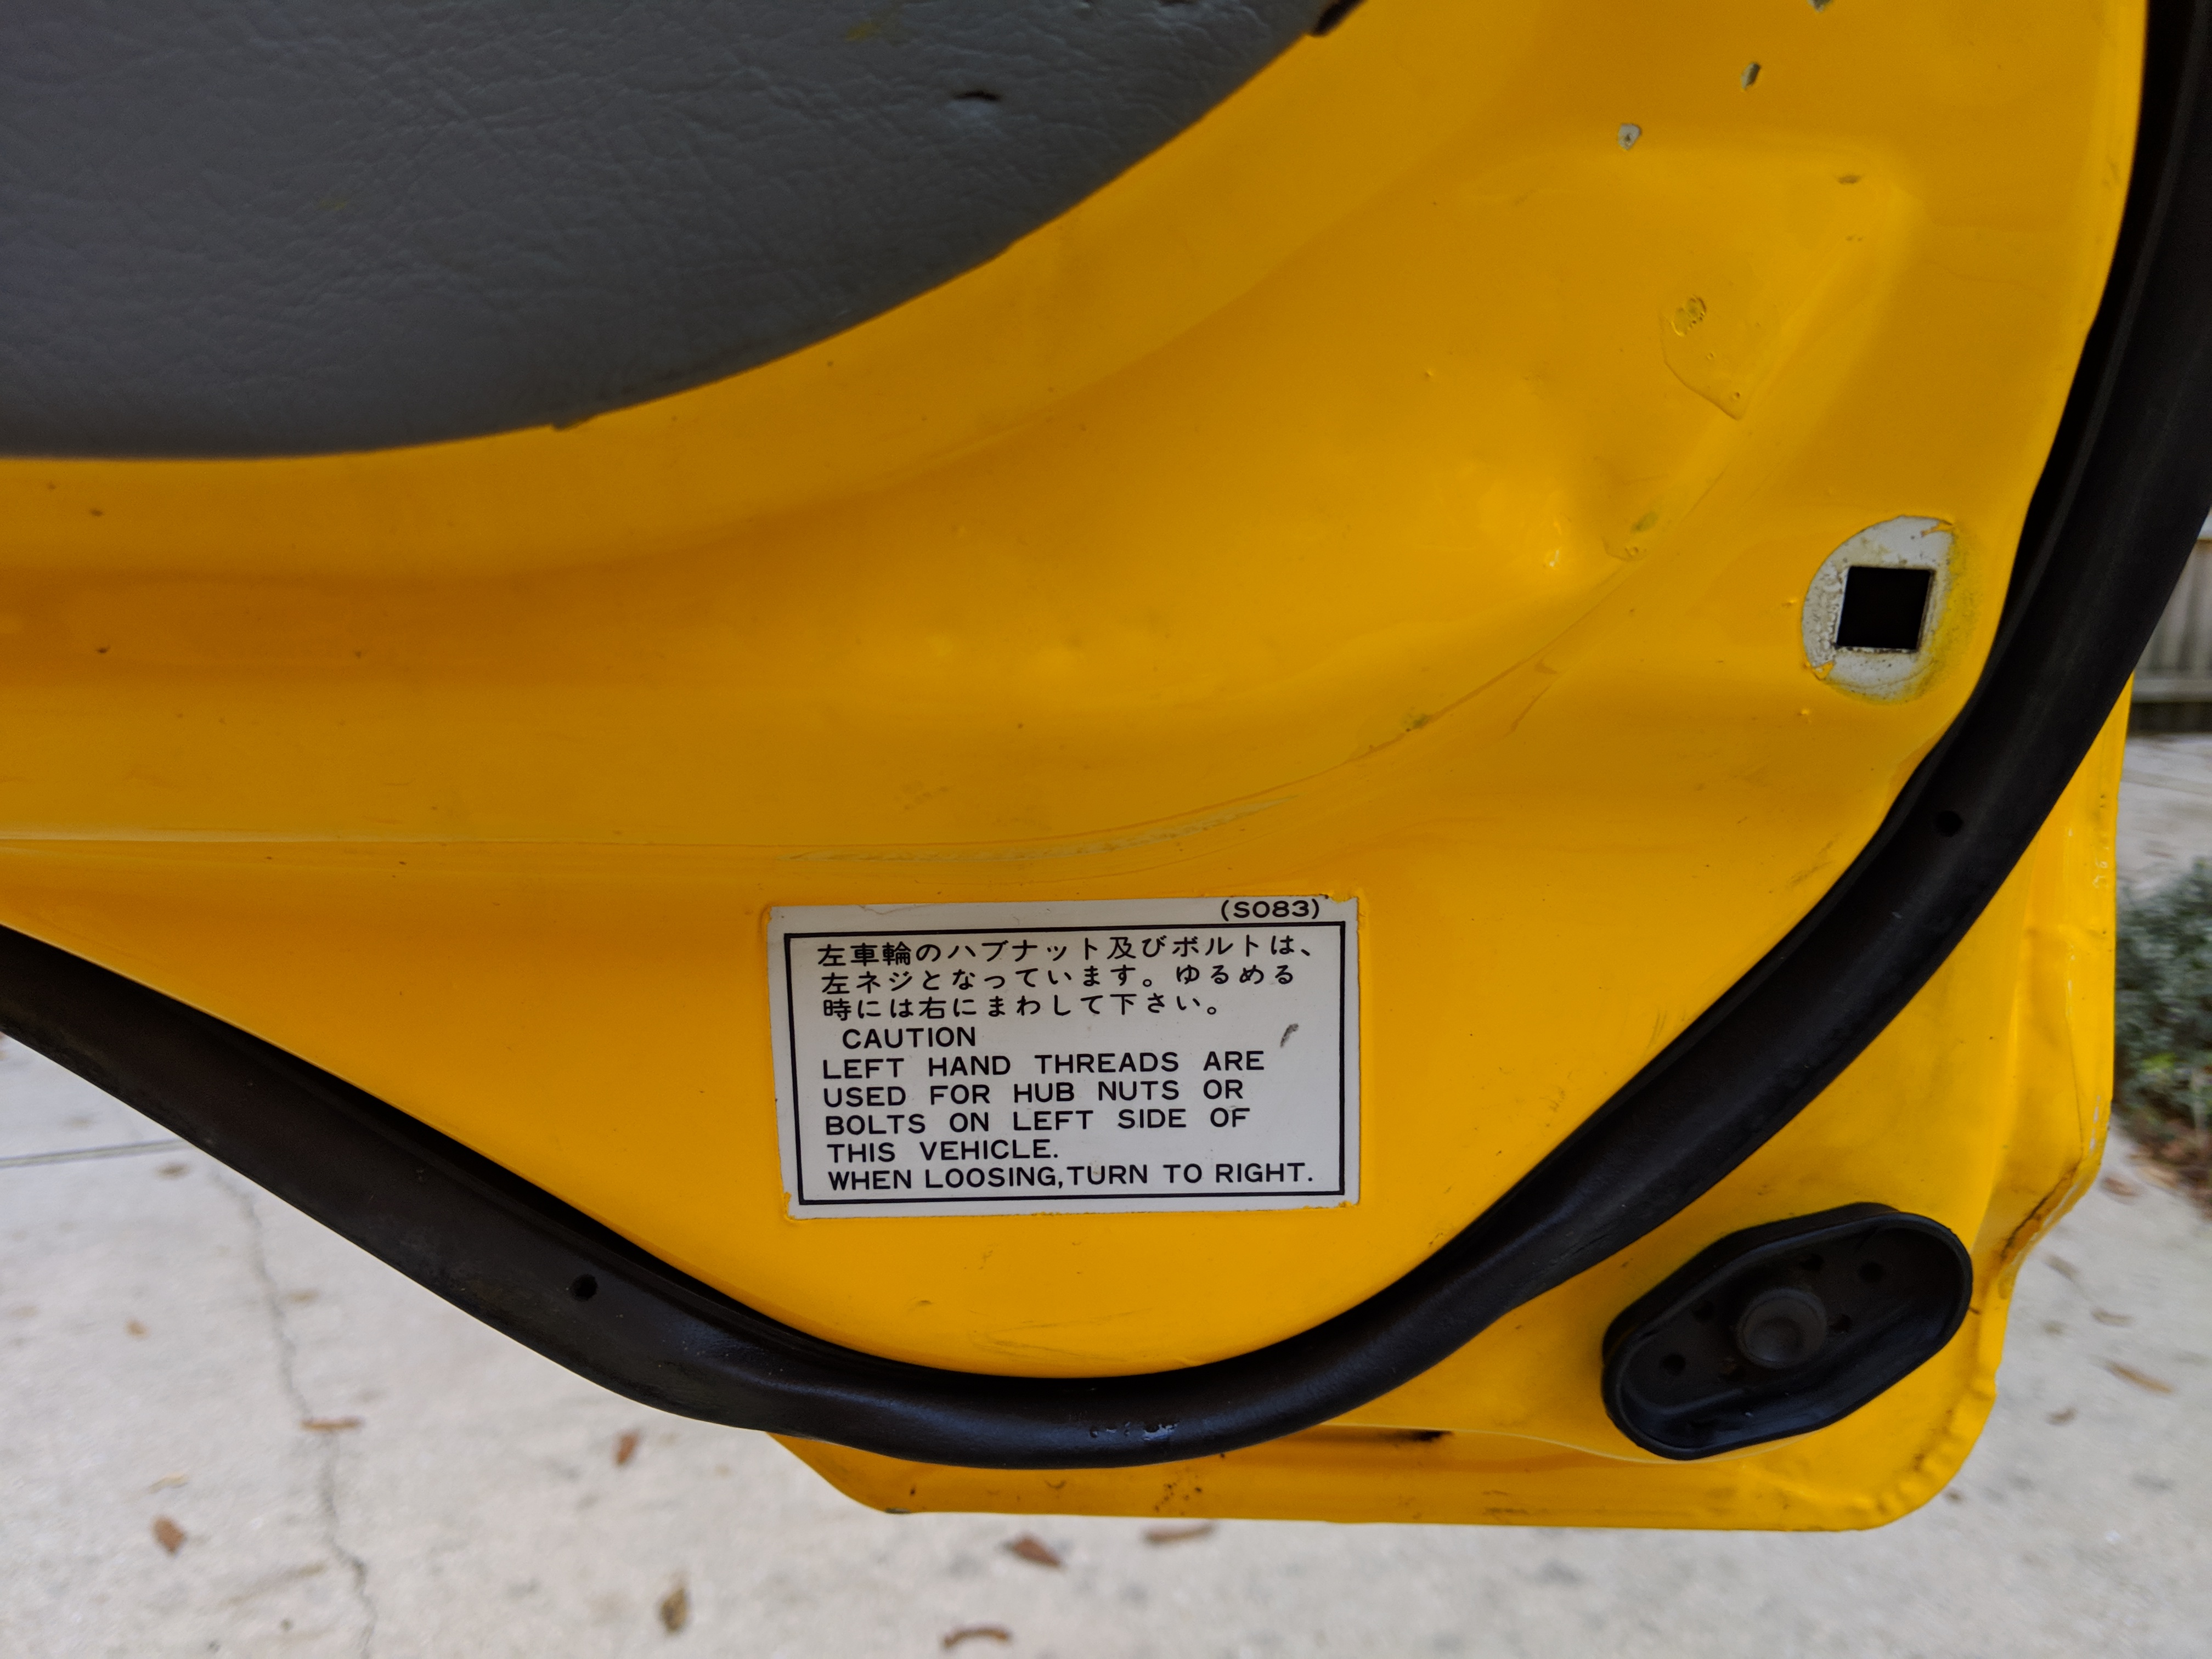 (S083)
左車輪のハブナット及びボルトは、
左ネジとなっています。ゆるめる
時には右にまわして下さい。
CAUTION
LEFT HAND THREADS ARE
USED FOR HUB NUTS OR
BOLTS ON LEFT SIDE OF
THIS VEHICLE.
WHEN LOOSING,TURN TO RIGHT.